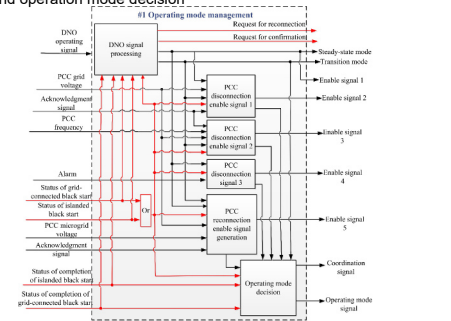 nd operation mode decision
#1 Operating mode management
Request for reconnection
Request for confirmation
DNO
operating
signal
DNO signal
processing
Steady-state mode
Transition mode
Enable signal 1
PCC grid
voltage
PCC
disconnection
enable signal 1
Enable signal 2
Acknowledgment
signal
PCC
frequency
PCC
disconnection
enable signal 2
Enable signal
3
Alarm
PCC
disconnection
signal 3
Enable signal
4
Status of grid-
connected black start
Status of islanded
black start
Or
PCC
reconnection
enable signal
generation
Enable signal
5
PCC microgrid
voltage
Acknowledgment
signal
Status of completion
of islanded black start
Operating mode
decision
Coordination
signal
Status of completion of
grid-connected black start
Operating mode
signal